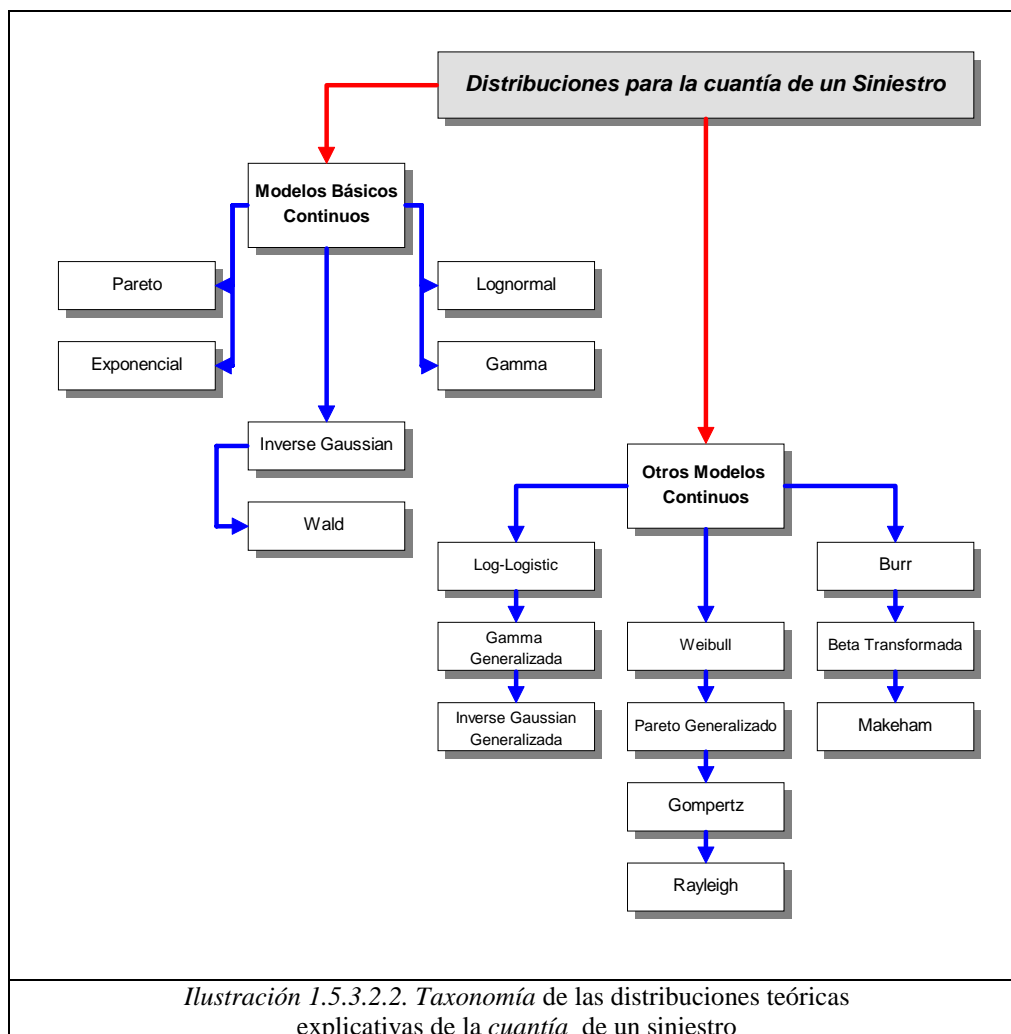 Distribuciones para la cuantía de un Siniestro
Modelos Básicos
Continuos
Pareto
Lognormal
Exponencial
Gamma
Inverse Gaussian
Wald
Otros Modelos
Continuos
Log-Logistic
Burr
Gamma
Generalizada
Weibull
Beta Transformada
Inverse Gaussian
Generalizada
Pareto Generalizado
Makeham
Gompertz
Rayleigh
Ilustración 1.5.3.2.2. Taxonomía de las distribuciones teóricas
explicativas de la cuantía de un siniestro